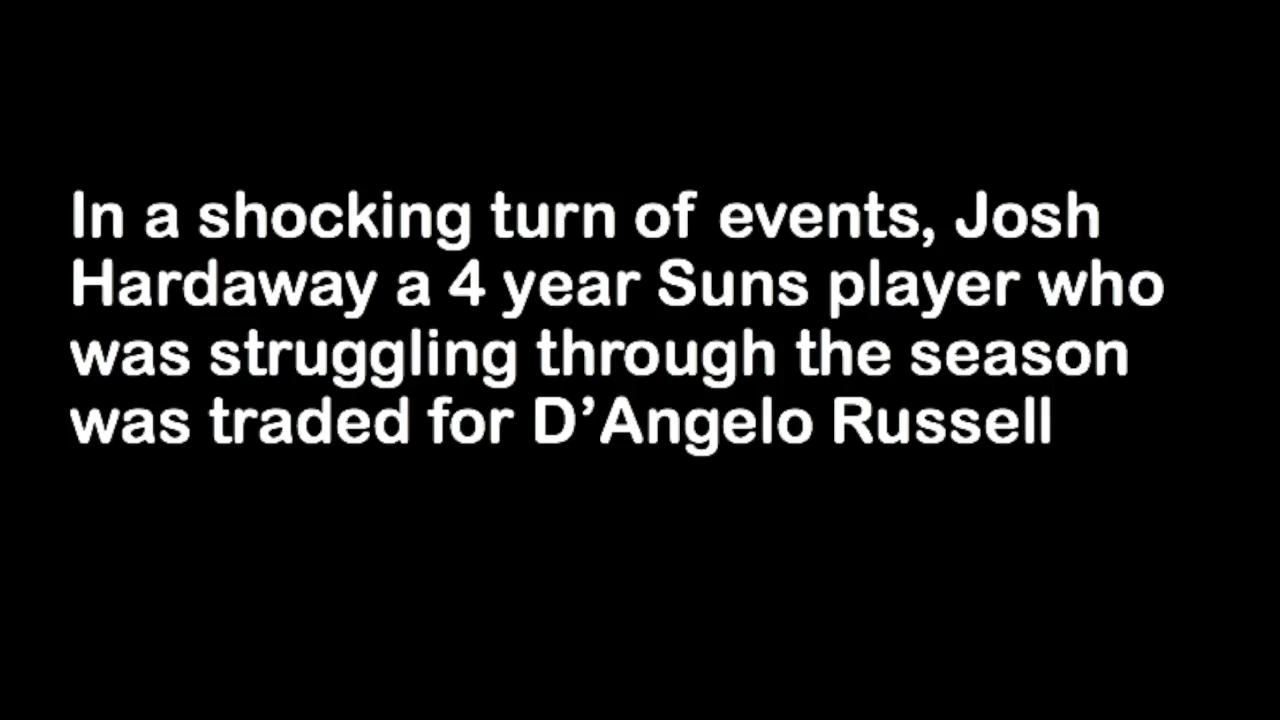 In a shocking turn of events, Josh
Hardaway a 4 year Suns player who
was struggling through the season
was traded for D’Angelo Russell